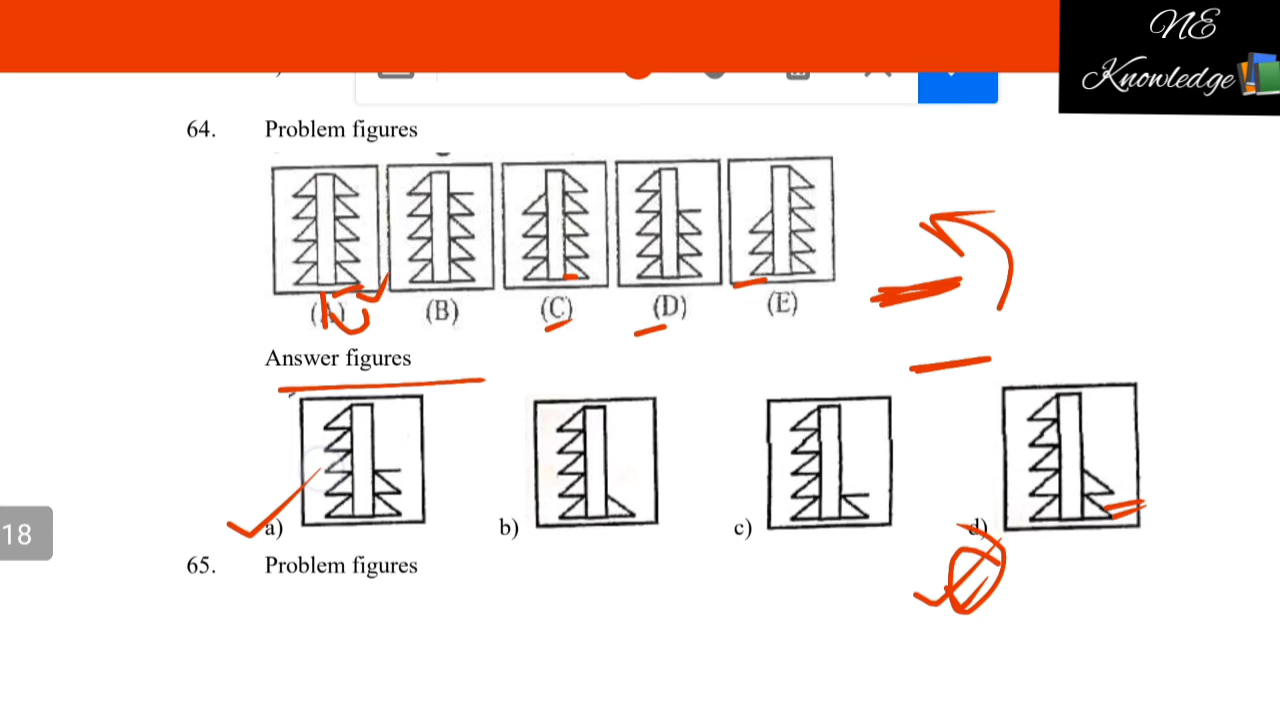 NE
Knowledge
64. Problem figures
(A) (B) (C) (D) (E)
Answer figures
a) b) c) d)
18
65. Problem figures